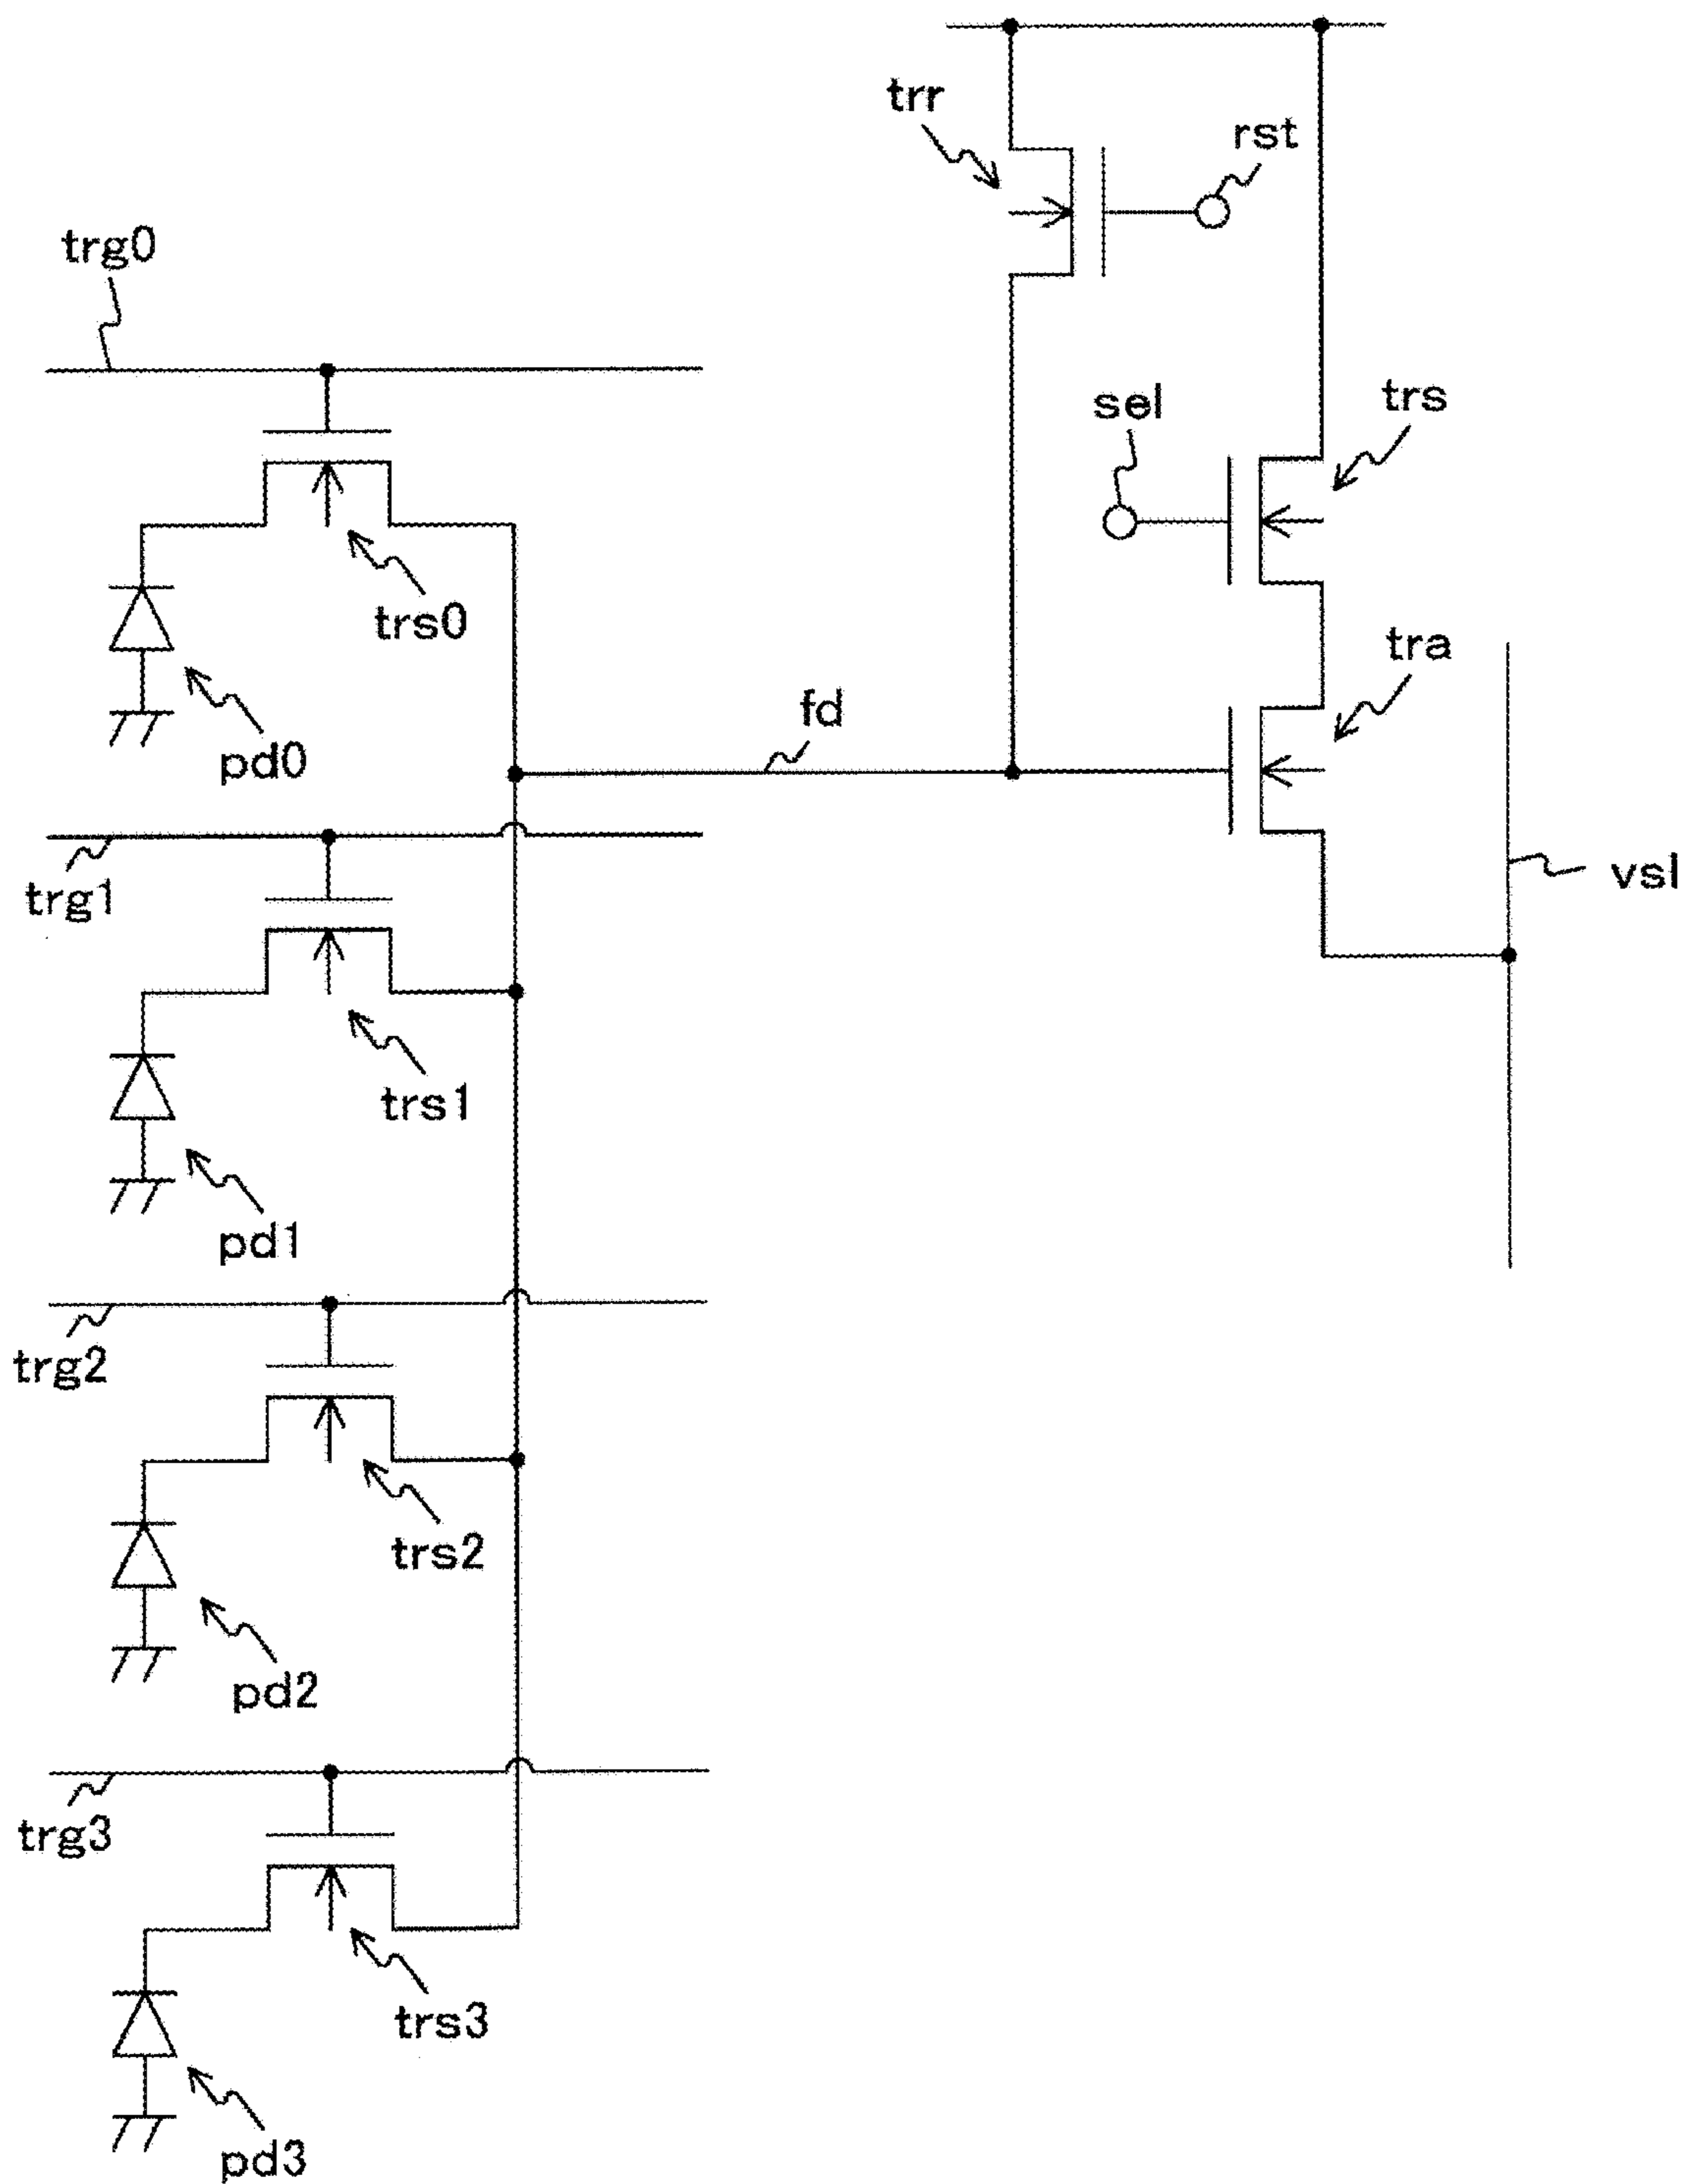 trr
rst
trg0
sel
trs
trs0
tra
fd
pd0
trg1
vsl
trs1
pd1
trg2
trs2
pd2
trg3
trs3
pd3